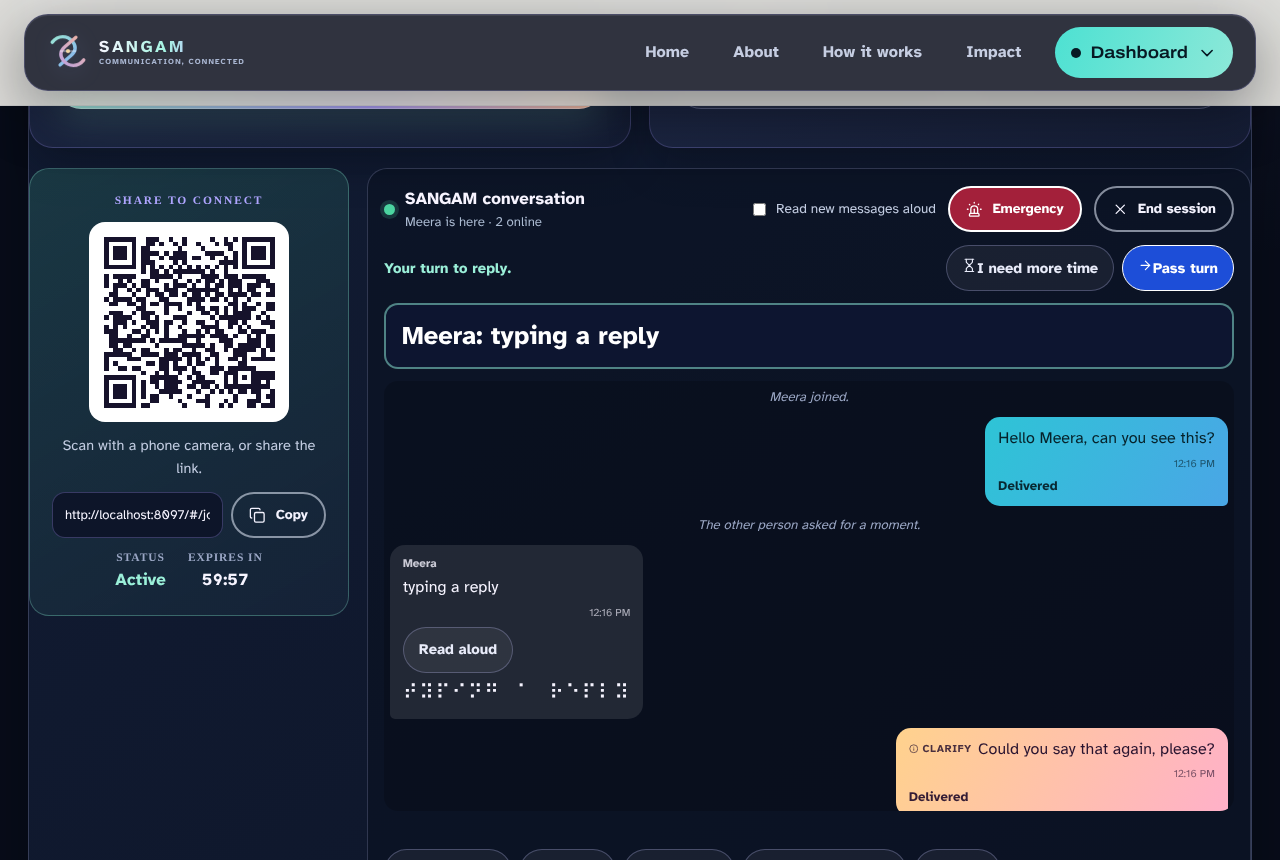 SANGAM
COMMUNICATION, CONNECTED
Home
About
How it works
Impact
Dashboard
SHARE TO CONNECT
Scan with a phone camera, or share the
link.
http://localhost:8097/#/jo
Copy
STATUS
EXPIRES IN
Active
59:57
SANGAM conversation
Meera is here · 2 online
Read new messages aloud
Emergency
End session
Your turn to reply.
I need more time
Pass turn
Meera: typing a reply
Meera joined.
Hello Meera, can you see this?
12:16 PM
Delivered
The other person asked for a moment.
Meera
typing a reply
12:16 PM
Read aloud
⠞⠽⠏⠊⠝⠛ ⠁ ⠗⠑⠏⠇⠽
CLARIFY Could you say that again, please?
12:16 PM
Delivered